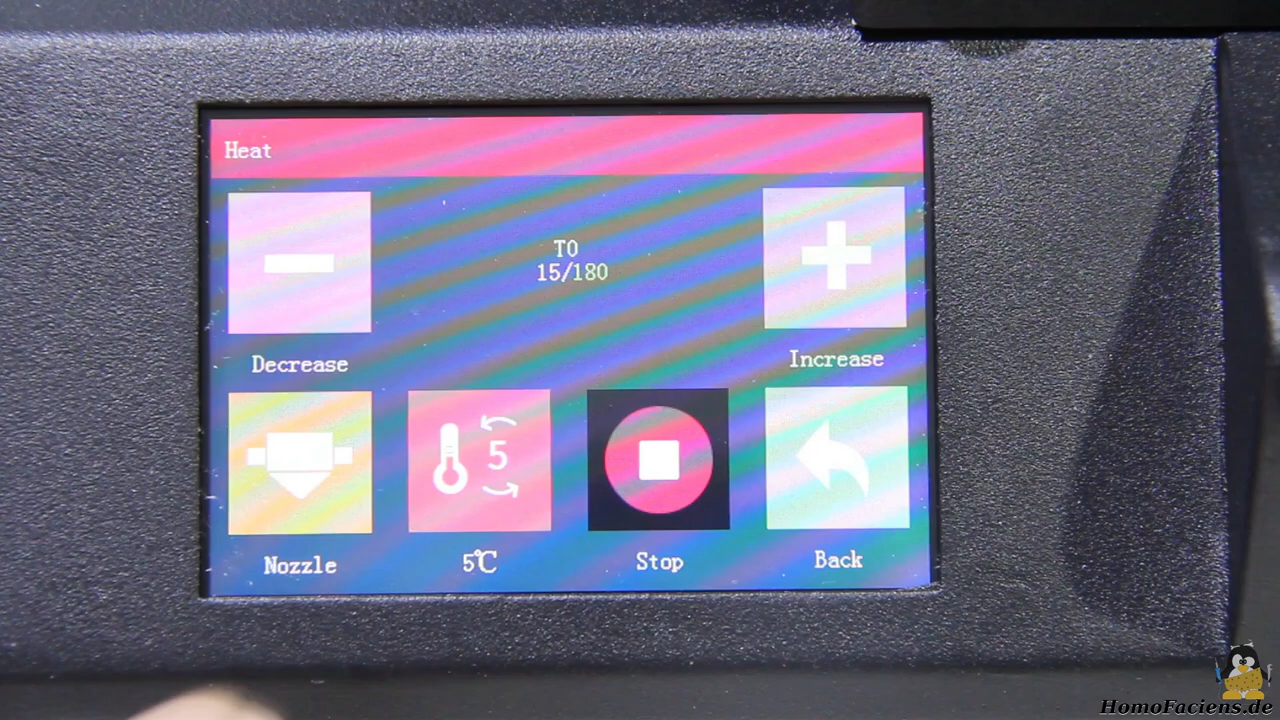 Heat
T0
15/180
Decrease
Increase
5
Nozzle
5℃
Stop
Back
HomoFaciens.de